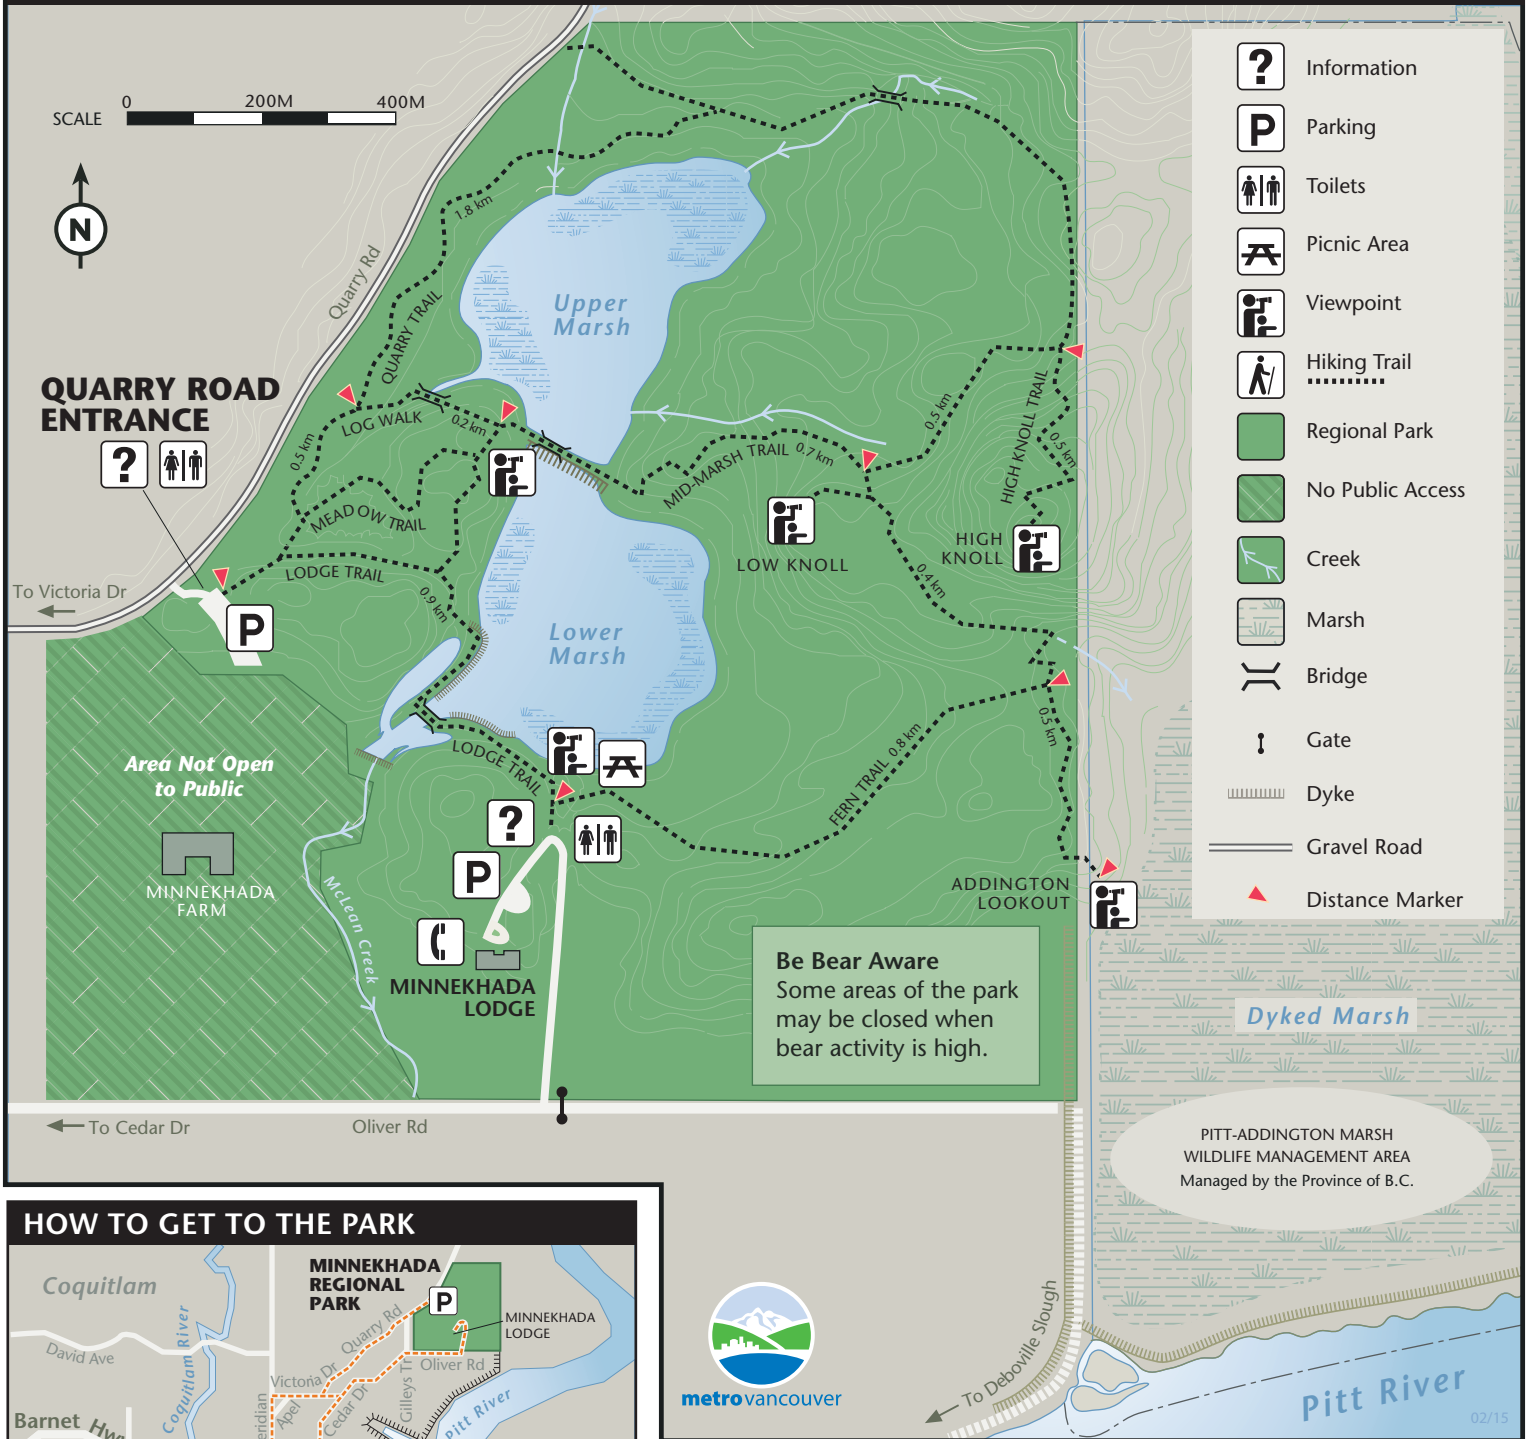 SCALE
0 200M 400M
N
Quarry Rd
1.8 km
QUARRY TRAIL
QUARRY ROAD
ENTRANCE
?
LOG WALK
0.2 km
0.5 km
MEADOW TRAIL
LODGE TRAIL
0.9 km
To Victoria Dr
P
Upper
Marsh
Lower
Marsh
MID-MARSH TRAIL 0.7 km
0.5 km
HIGH KNOLL TRAIL
0.5 km
LOW KNOLL
HIGH
KNOLL
0.4 km
0.5 km
FERN TRAIL 0.8 km
LODGE TRAIL
?
P
MINNEKHADA
LODGE
ADDINGTON
LOOKOUT
Area Not Open
to Public
MINNEKHADA
FARM
McLean Creek
Be Bear Aware
Some areas of the park
may be closed when
bear activity is high.
To Cedar Dr
Oliver Rd
? Information
P Parking
Toilets
Picnic Area
Viewpoint
Hiking Trail
Regional Park
No Public Access
Creek
Marsh
Bridge
Gate
Dyke
Gravel Road
Distance Marker
Dyked Marsh
PITT-ADDINGTON MARSH
WILDLIFE MANAGEMENT AREA
Managed by the Province of B.C.
To Deboville Slough
Pitt River
02/15
metrovancouver
HOW TO GET TO THE PARK
MINNEKHADA
REGIONAL
PARK
P
MINNEKHADA
LODGE
Coquitlam
David Ave
Coquitlam River
Quarry Rd
Victoria Dr
Oliver Rd
Gilleys Tr
Cedar Dr
Apel
eridian
Pitt River
Barnet Hwy